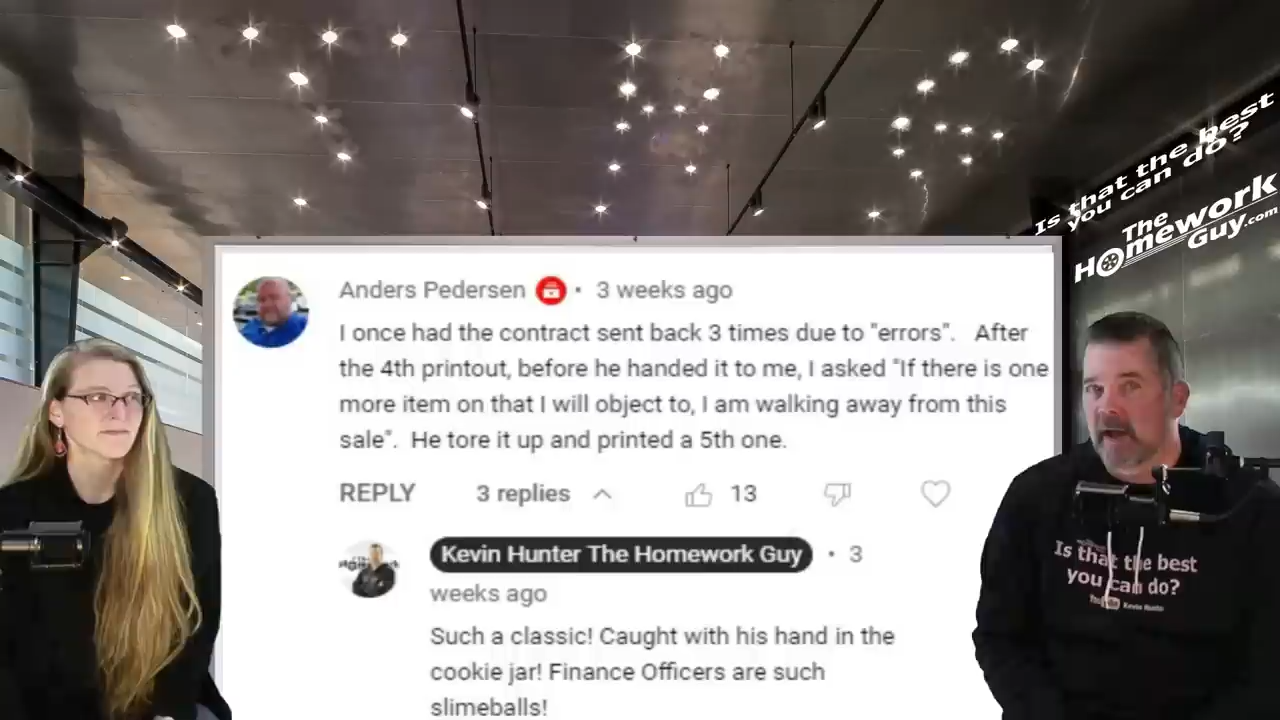 Is that the best
you can do?
The
Homework
Guy.com
Anders Pedersen • 3 weeks ago
I once had the contract sent back 3 times due to "errors". After
the 4th printout, before he handed it to me, I asked "If there is one
more item on that I will object to, I am walking away from this
sale". He tore it up and printed a 5th one.
REPLY 3 replies 13
Kevin Hunter The Homework Guy • 3
weeks ago
Such a classic! Caught with his hand in the
cookie jar! Finance Officers are such
slimeballs!
Is that the best
you can do?